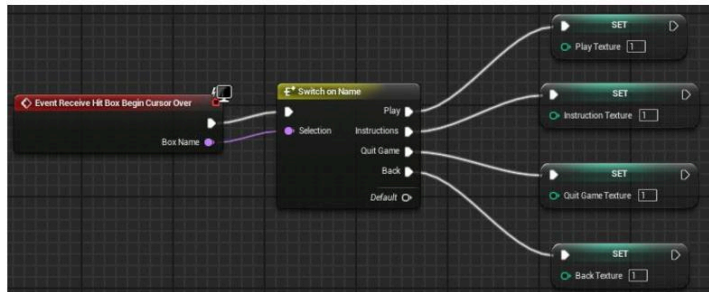 Event Receive Hit Box Begin Cursor Over
Box Name
Switch on Name
Selection
Play
Instructions
Quit Game
Back
Default
SET
Play Texture 1
SET
Instruction Texture 1
SET
Quit Game Texture 1
SET
Back Texture 1